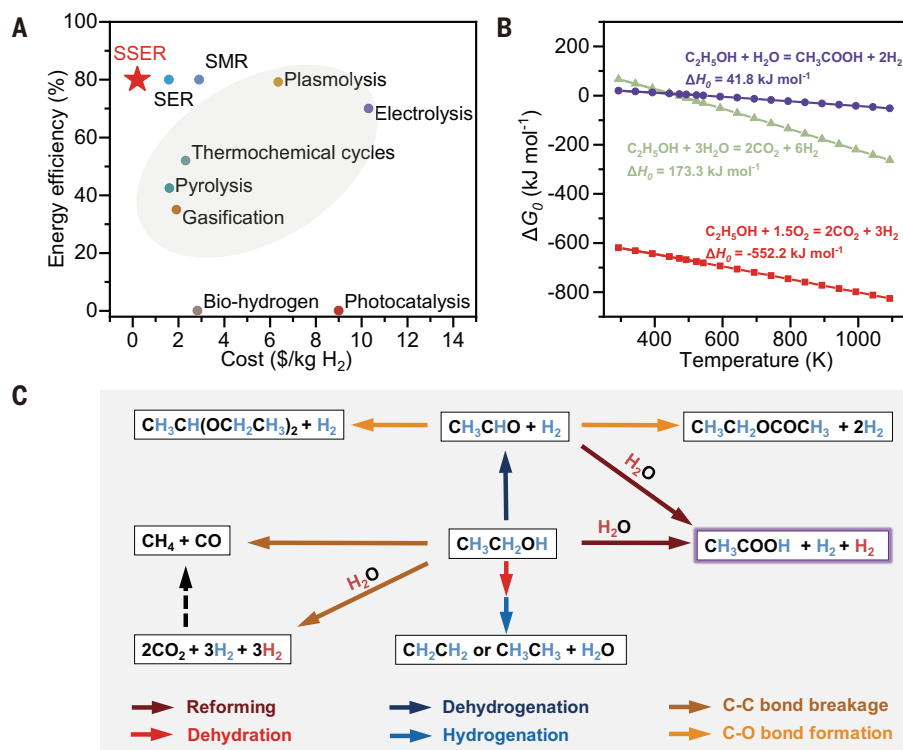 A
Energy efficiency (%)
100
80
60
40
20
0
SSER
SER
SMR
Plasmolysis
Electrolysis
Thermochemical cycles
Pyrolysis
Gasification
Bio-hydrogen
Photocatalysis
0 2 4 6 8 10 12 14
Cost ($/kg H₂)
B
ΔG₀ (kJ mol⁻¹)
200
0
-200
-400
-600
-800
C₂H₅OH + H₂O = CH₃COOH + 2H₂
ΔH₀ = 41.8 kJ mol⁻¹
C₂H₅OH + 3H₂O = 2CO₂ + 6H₂
ΔH₀ = 173.3 kJ mol⁻¹
C₂H₅OH + 1.5O₂ = 2CO₂ + 3H₂
ΔH₀ = -552.2 kJ mol⁻¹
400 600 800 1000
Temperature (K)
C
CH₃CH(OCH₂CH₃)₂ + H₂
CH₃CHO + H₂
CH₃CH₂OCOCH₃ + 2H₂
H₂O
CH₄ + CO
CH₃CH₂OH
H₂O
CH₃COOH + H₂ + H₂
H₂O
2CO₂ + 3H₂ + 3H₂
CH₂CH₂ or CH₃CH₃ + H₂O
Reforming
Dehydrogenation
C-C bond breakage
Dehydration
Hydrogenation
C-O bond formation